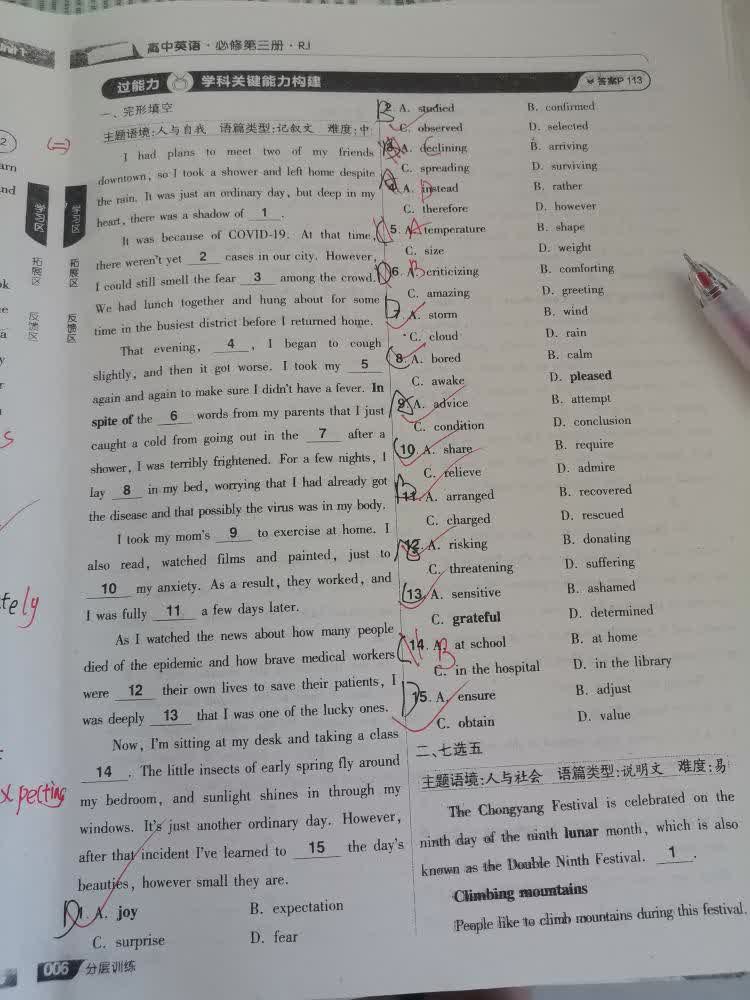 高中英语·必修第三册·RJ
过能力 学科关键能力构建
答案P 113
一、完形填空
主题语境:人与自我 语篇类型:记叙文 难度:中
I had plans to meet two of my friends
downtown, so I took a shower and left home despite
the rain. It was just an ordinary day, but deep in my
heart, there was a shadow of 1 .
It was because of COVID-19. At that time,
there weren't yet 2 cases in our city. However,
I could still smell the fear 3 among the crowd.
We had lunch together and hung about for some
time in the busiest district before I returned home.
That evening, 4 , I began to cough
slightly, and then it got worse. I took my 5
again and again to make sure I didn't have a fever. In
spite of the 6 words from my parents that I just
caught a cold from going out in the 7 after a
shower, I was terribly frightened. For a few nights, I
lay 8 in my bed, worrying that I had already got
the disease and that possibly the virus was in my body.
I took my mom's 9 to exercise at home. I
also read, watched films and painted, just to
10 my anxiety. As a result, they worked, and
I was fully 11 a few days later.
As I watched the news about how many people
died of the epidemic and how brave medical workers
were 12 their own lives to save their patients, I
was deeply 13 that I was one of the lucky ones.
Now, I'm sitting at my desk and taking a class
14 . The little insects of early spring fly around
my bedroom, and sunlight shines in through my
windows. It's just another ordinary day. However,
after that incident I've learned to 15 the day's
beauties, however small they are.
D 1. A. joy B. expectation
C. surprise D. fear
B 2. A. studied B. confirmed
C. observed D. selected
3. A. declining B. arriving
C
C. spreading D. surviving
4. A. instead B. rather
D
C. therefore D. however
5. A. temperature B. shape
A
C. size D. weight
6. A. criticizing B. comforting
B
C. amazing D. greeting
D 7. A. storm B. wind
C. cloud D. rain
C 8. A. bored B. calm
C. awake D. pleased
A 9. A. advice B. attempt
C. condition D. conclusion
C 10. A. share B. require
C. relieve D. admire
B 11. A. arranged B. recovered
C. charged D. rescued
A 12. A. risking B. donating
C. threatening D. suffering
C 13. A. sensitive B. ashamed
C. grateful D. determined
C 14. A. at school B. at home
B
C. in the hospital D. in the library
D 15. A. ensure B. adjust
C. obtain D. value
二、七选五
主题语境:人与社会 语篇类型:说明文 难度:易
The Chongyang Festival is celebrated on the
ninth day of the ninth lunar month, which is also
known as the Double Ninth Festival. 1 .
Climbing mountains
People like to climb mountains during this festival.
006 分层训练
学习区
拓展区
反馈区
学习区
拓展区
反馈区
(二)
ely
xpecting